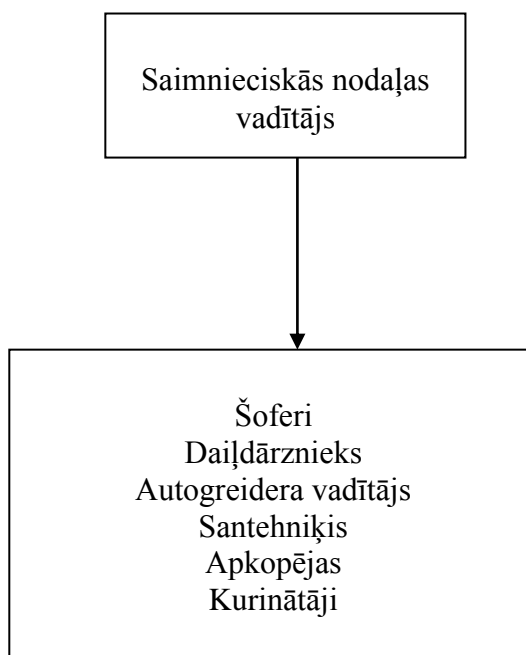 Saimnieciskās nodaļas
vadītājs
Šoferi
Daiļdārznieks
Autogreidera vadītājs
Santehniķis
Apkopējas
Kurinātāji